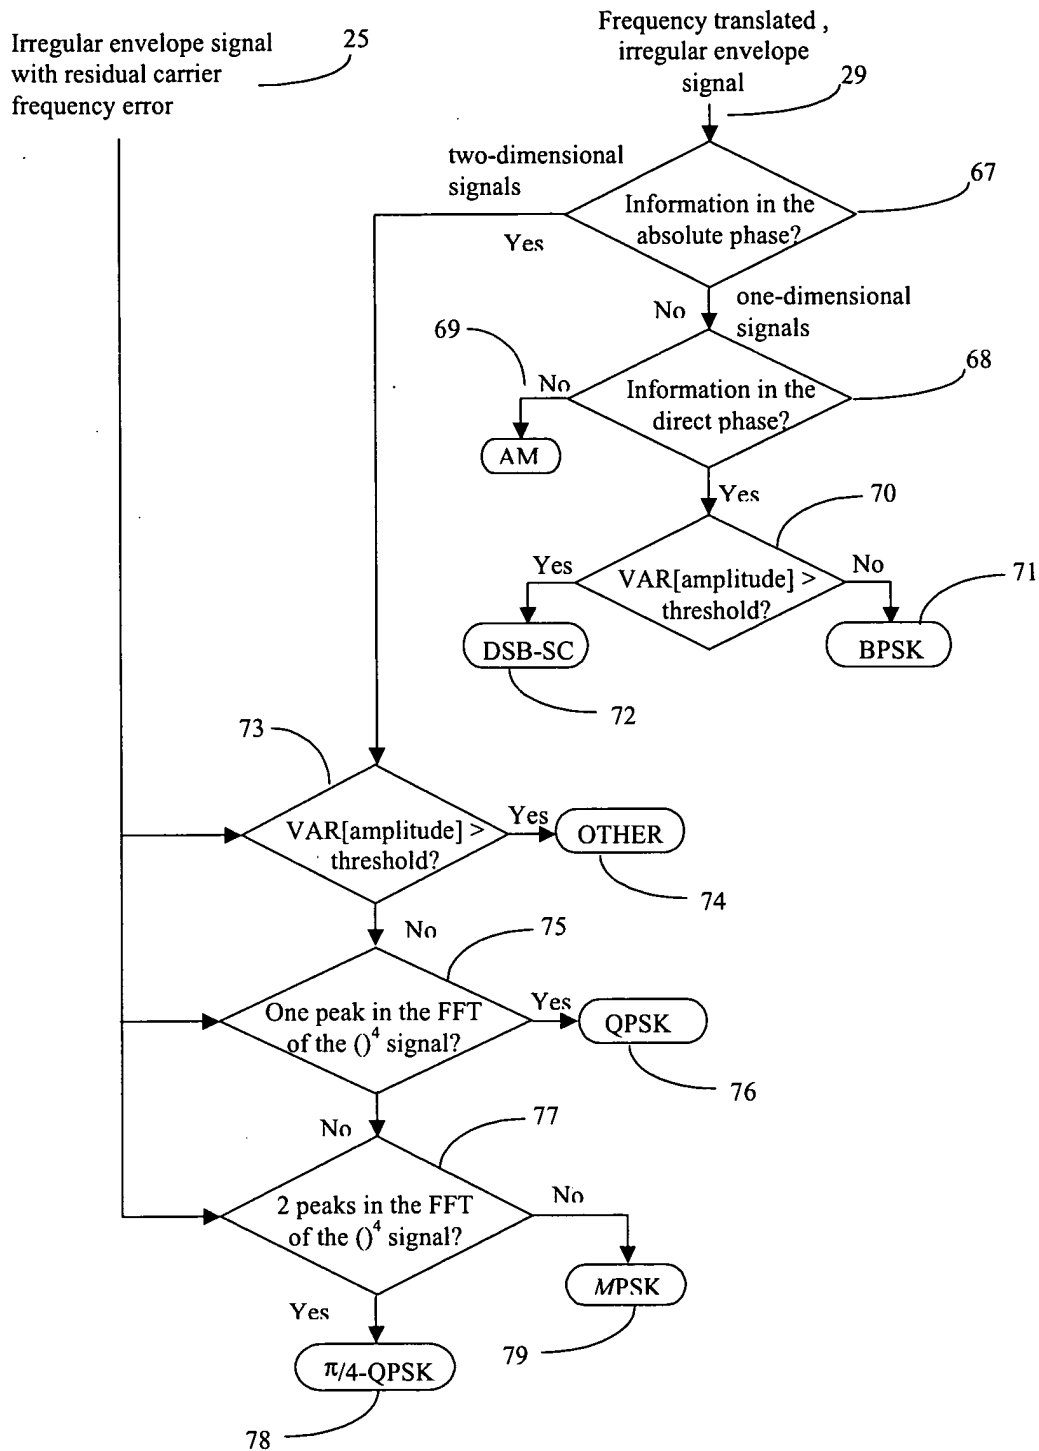 Irregular envelope signal
with residual carrier
frequency error
25
Frequency translated ,
irregular envelope
signal
29
two-dimensional
signals
Yes
Information in the
absolute phase?
67
No
one-dimensional
signals
69
No
Information in the
direct phase?
68
AM
Yes
70
Yes
VAR[amplitude] >
threshold?
No
71
DSB-SC
BPSK
72
73
VAR[amplitude] >
threshold?
Yes
OTHER
74
No
75
One peak in the FFT
of the ()⁴ signal?
Yes
QPSK
76
No
77
2 peaks in the FFT
of the ()⁴ signal?
No
MPSK
79
Yes
π/4-QPSK
78